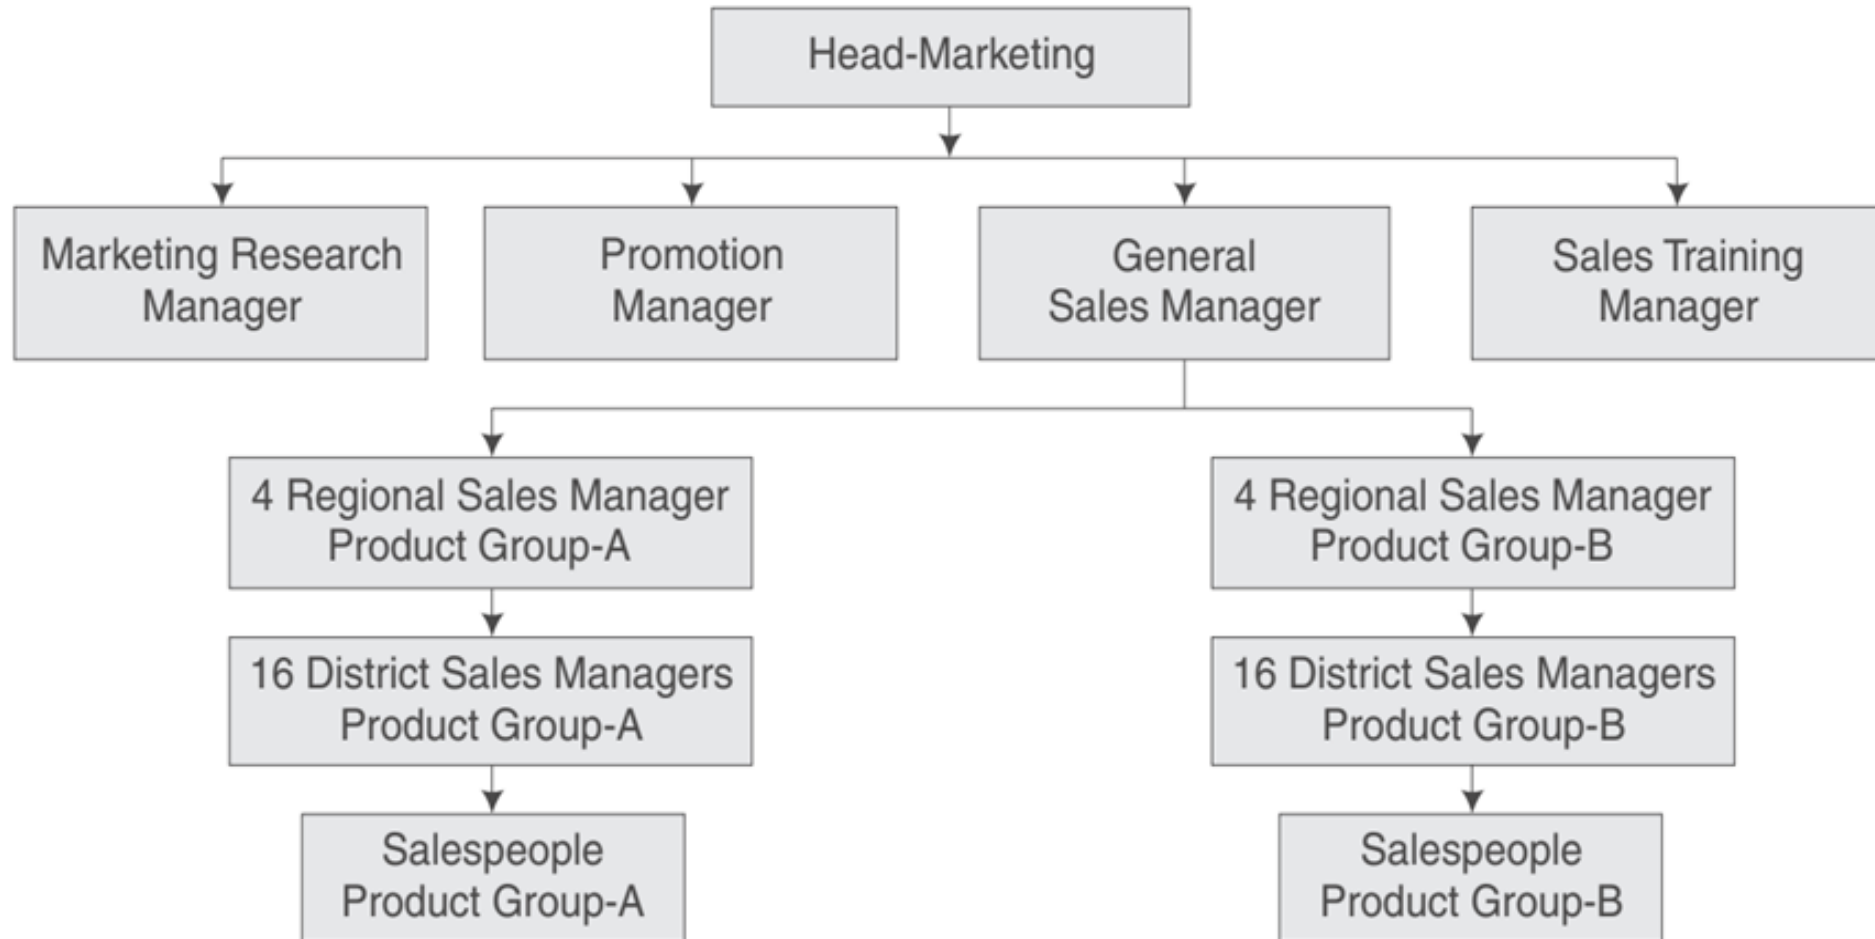 Head-Marketing
Marketing Research
Manager
Promotion
Manager
General
Sales Manager
Sales Training
Manager
4 Regional Sales Manager
Product Group-A
4 Regional Sales Manager
Product Group-B
16 District Sales Managers
Product Group-A
16 District Sales Managers
Product Group-B
Salespeople
Product Group-A
Salespeople
Product Group-B